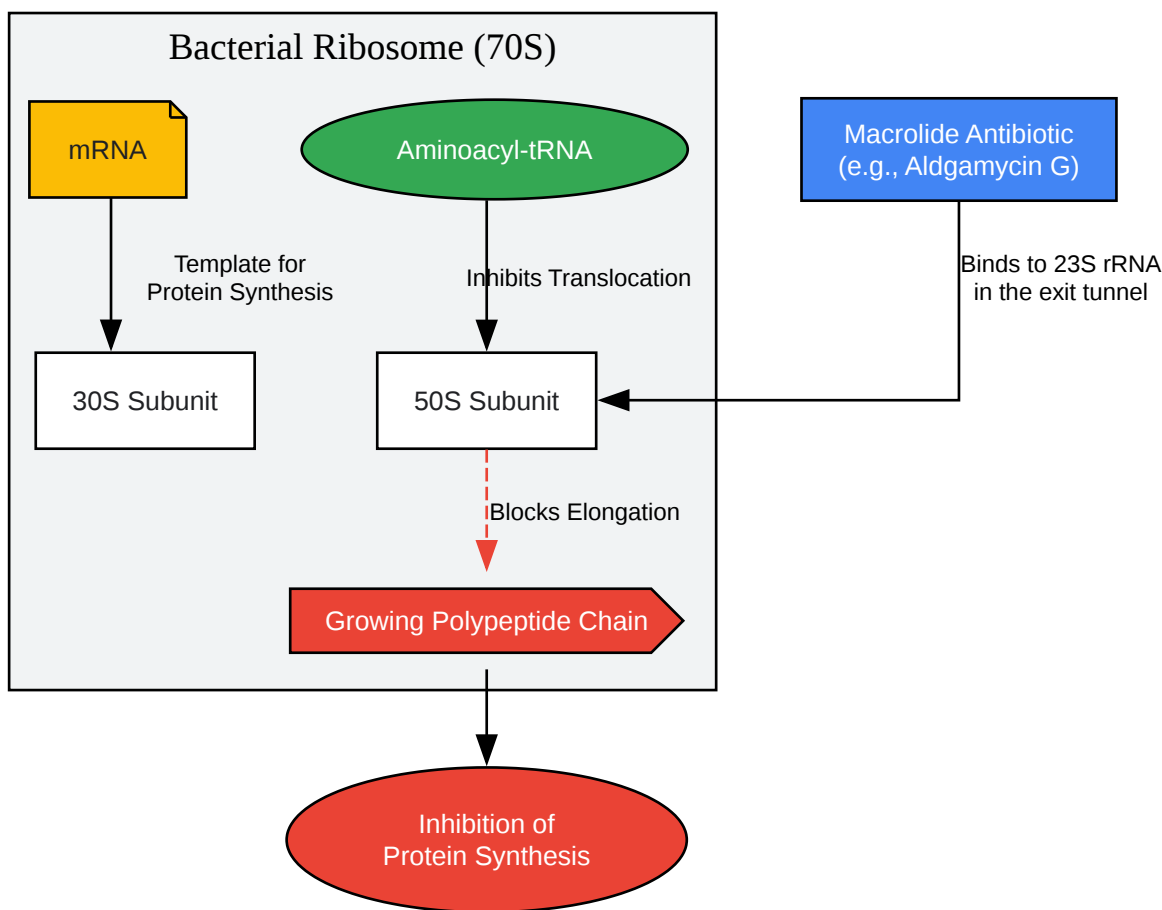 Bacterial Ribosome (70S)
mRNA
Aminoacyl-tRNA
Macrolide Antibiotic
(e.g., Aldgamycin G)
Template for
Protein Synthesis
Inhibits Translocation
Binds to 23S rRNA
in the exit tunnel
30S Subunit
50S Subunit
Blocks Elongation
Growing Polypeptide Chain
Inhibition of
Protein Synthesis